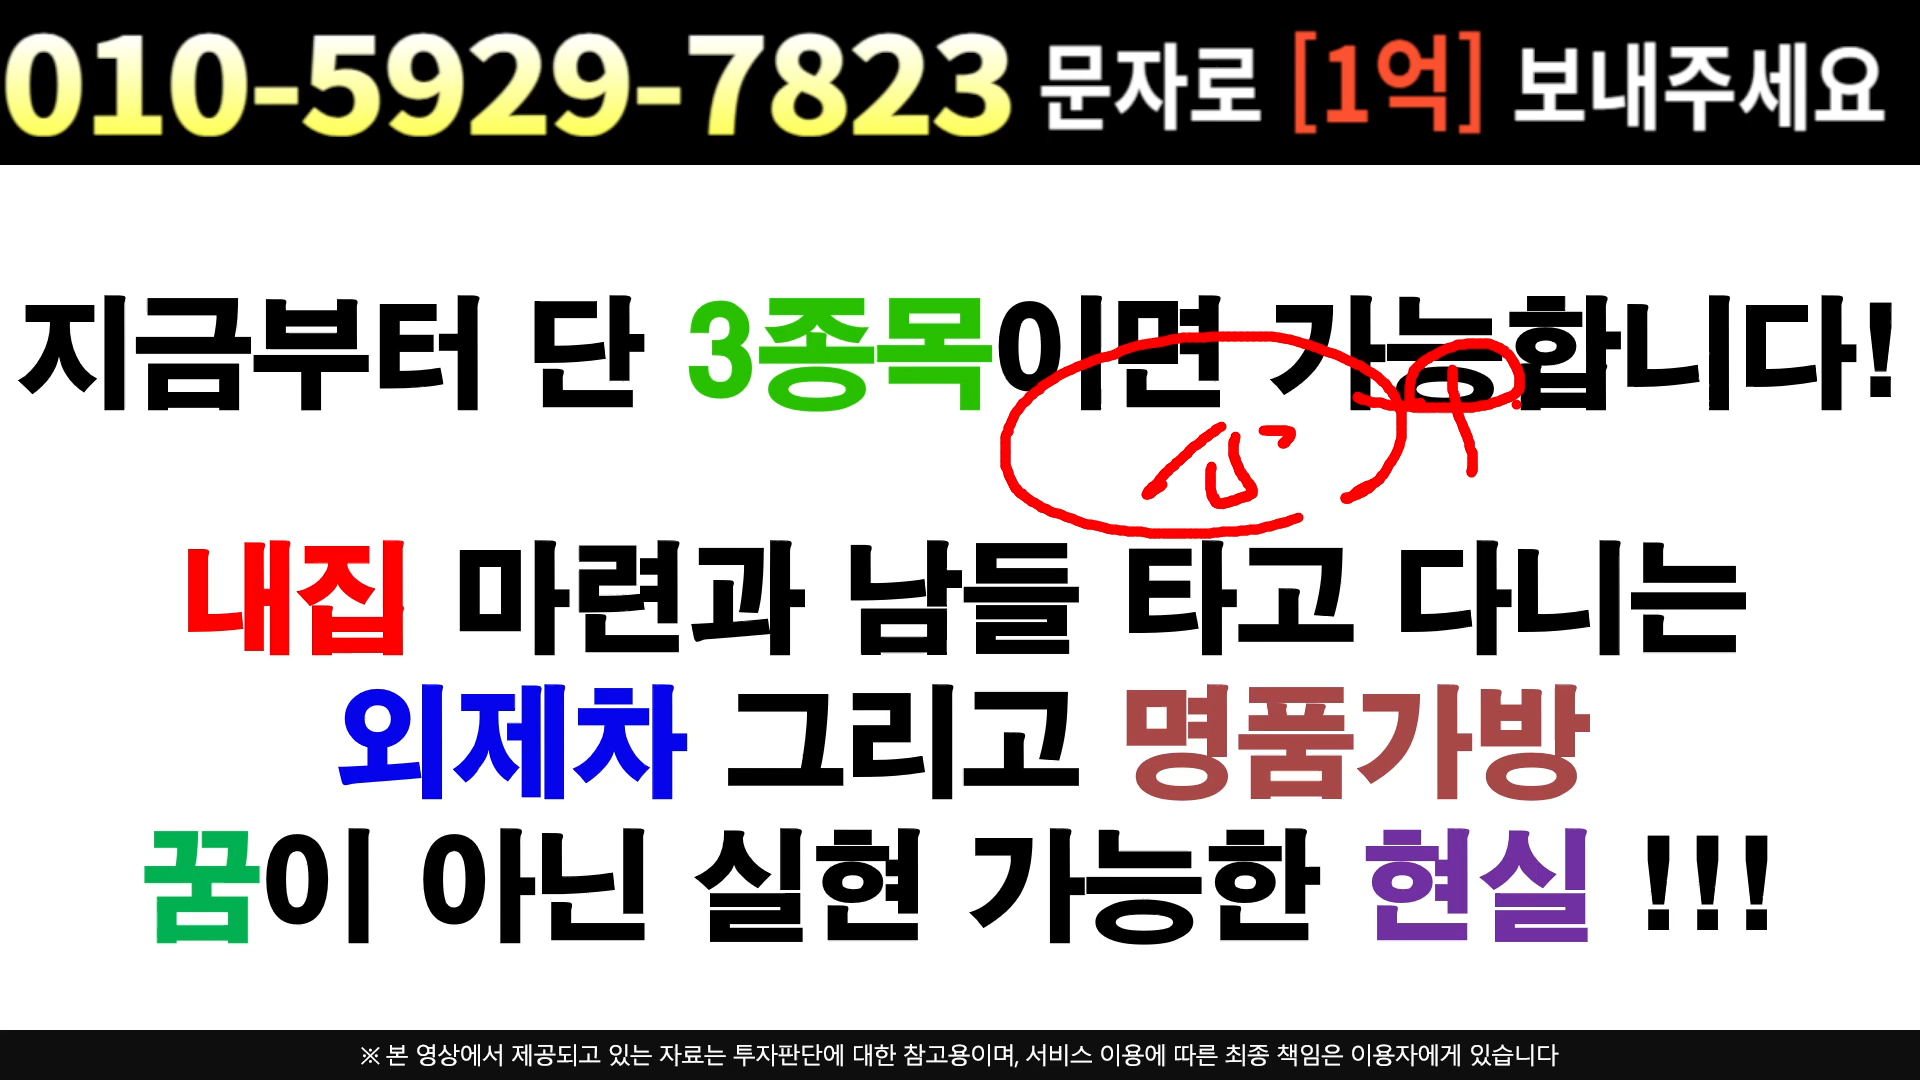 010-5929-7823 문자로 [1억] 보내주세요
지금부터 단 3종목이면 가능합니다!
내집 마련과 남들 타고 다니는
외제차 그리고 명품가방
꿈이 아닌 실현 가능한 현실 !!!
※ 본 영상에서 제공되고 있는 자료는 투자판단에 대한 참고용이며, 서비스 이용에 따른 최종 책임은 이용자에게 있습니다